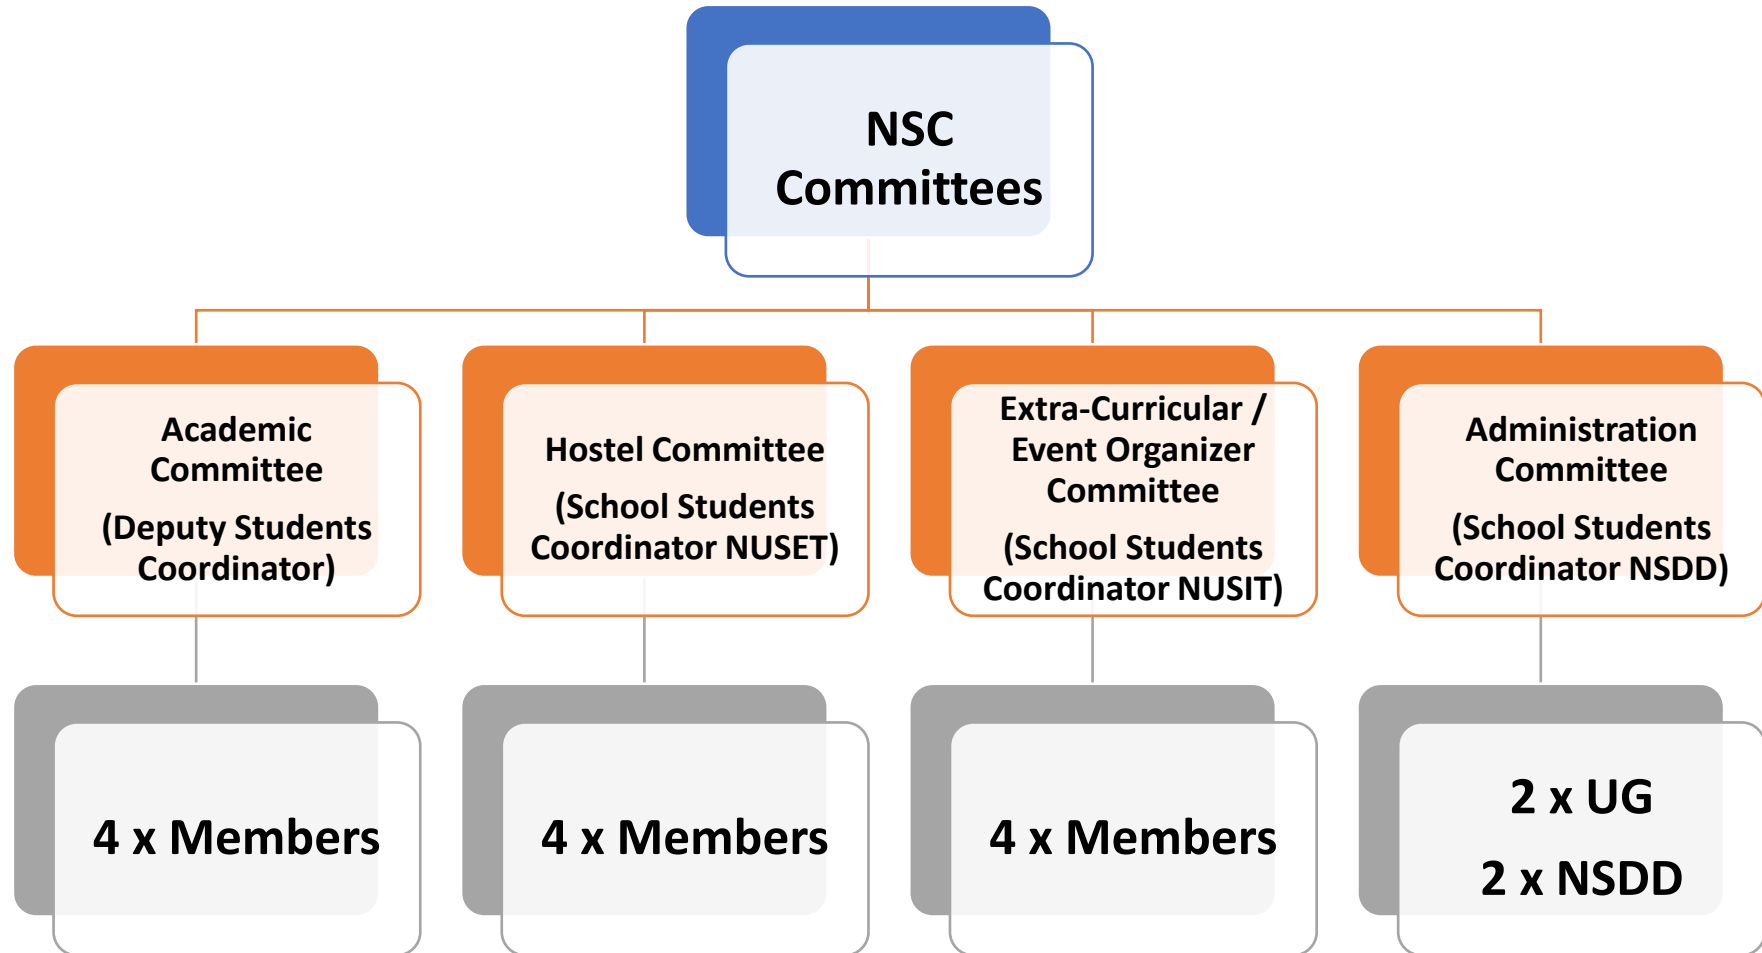 NSC
Committees
Academic
Committee
(Deputy Students
Coordinator)
Hostel Committee
(School Students
Coordinator NUSET)
Extra-Curricular /
Event Organizer
Committee
(School Students
Coordinator NUSIT)
Administration
Committee
(School Students
Coordinator NSDD)
4 x Members
4 x Members
4 x Members
2 x UG
2 x NSDD